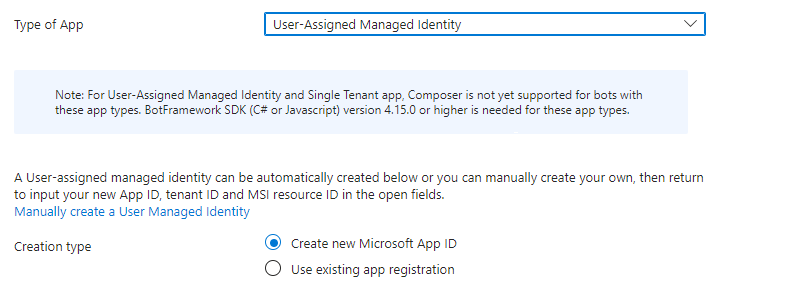 Type of App
User-Assigned Managed Identity
Note: For User-Assigned Managed Identity and Single Tenant app, Composer is not yet supported for bots with
these app types. BotFramework SDK (C# or Javascript) version 4.15.0 or higher is needed for these app types.
A User-assigned managed identity can be automatically created below or you can manually create your own, then return
to input your new App ID, tenant ID and MSI resource ID in the open fields.
Manually create a User Managed Identity
Creation type
Create new Microsoft App ID
Use existing app registration